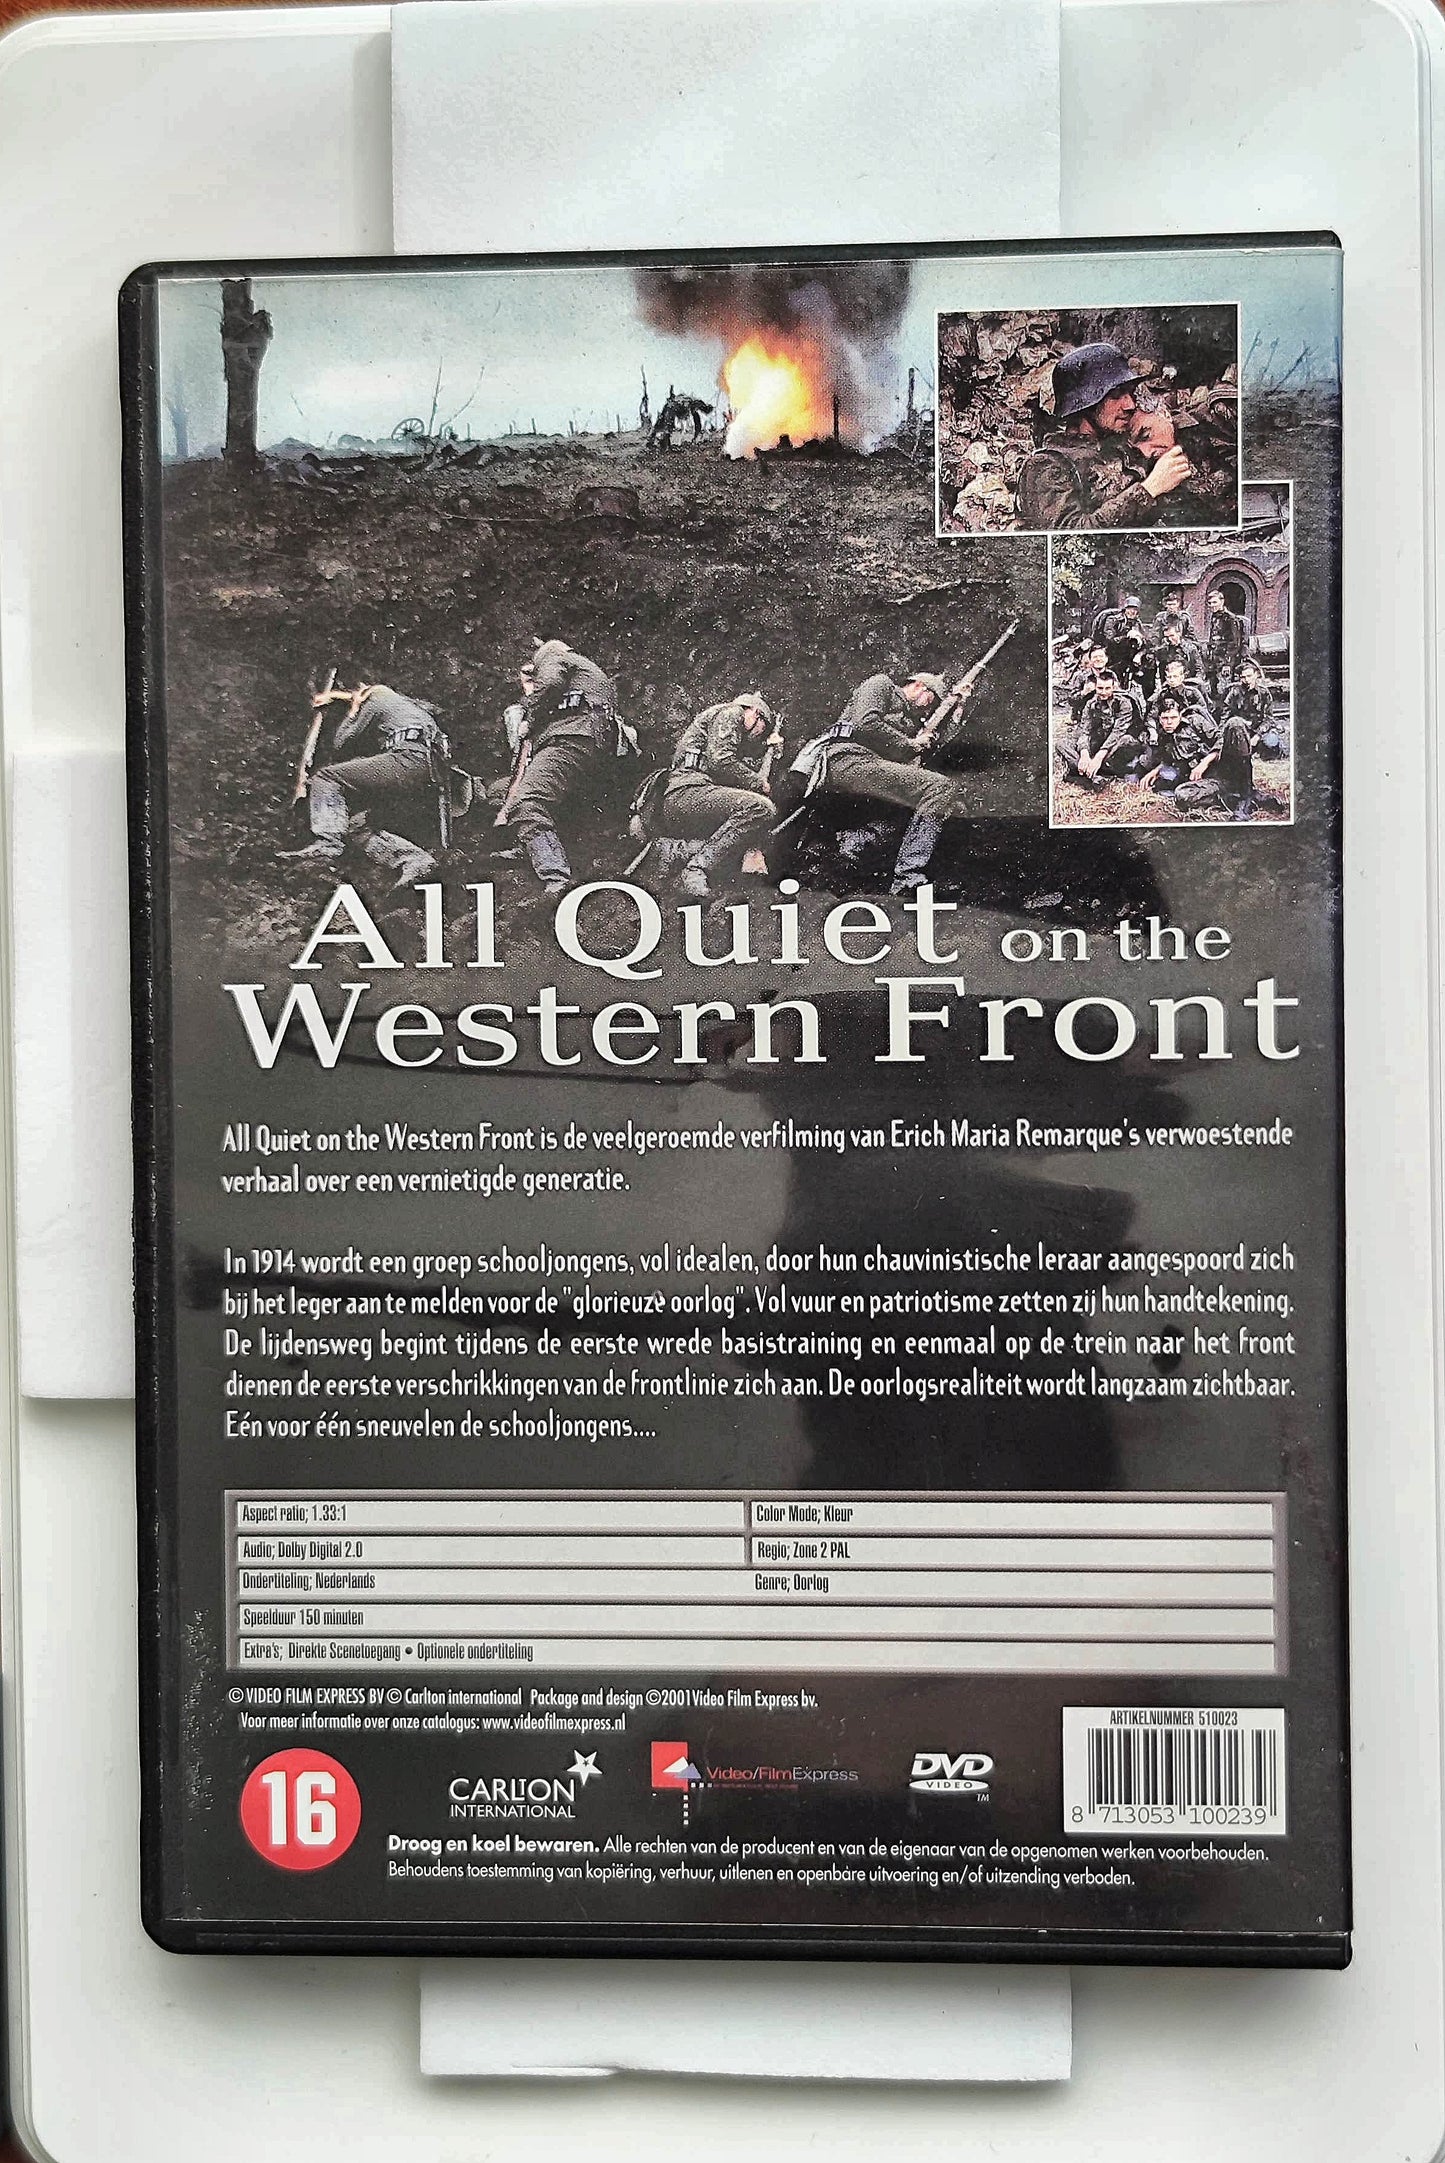 All Quiet on the
Western Front
All Quiet on the Western Front is de veelgeroemde verfilming van Erich Maria Remarque's verwoestende
verhaal over een vernietigde generatie.
In 1914 wordt een groep schooljongens, vol idealen, door hun chauvinistische leraar aangespoord zich
bij het leger aan te melden voor de "glorieuze oorlog". Vol vuur en patriotisme zetten zij hun handtekening.
De lijdensweg begint tijdens de eerste wrede basistraining en eenmaal op de trein naar het front
dienen de eerste verschrikkingen van de frontlinie zich aan. De oorlogsrealiteit wordt langzaam zichtbaar.
Eén voor één sneuvelen de schooljongens....
Aspect ratio; 1.33:1
Color Mode; Kleur
Audio; Dolby Digital 2.0
Regio; Zone 2 PAL
Ondertiteling; Nederlands
Genre; Oorlog
Speelduur 150 minuten
Extra's; Direkte Scenetoegang • Optionele ondertiteling
© VIDEO FILM EXPRESS BV © Carlton international Package and design ©2001 Video Film Express bv.
Voor meer informatie over onze catalogus: www.videofilmexpress.nl
ARTIKELNUMMER 510023
16
CARLTON
INTERNATIONAL
Video/FilmExpress
DVD
VIDEO
TM
8 713053 100239
Droog en koel bewaren. Alle rechten van de producent en van de eigenaar van de opgenomen werken voorbehouden.
Behoudens toestemming van kopiëring, verhuur, uitlenen en openbare uitvoering en/of uitzending verboden.